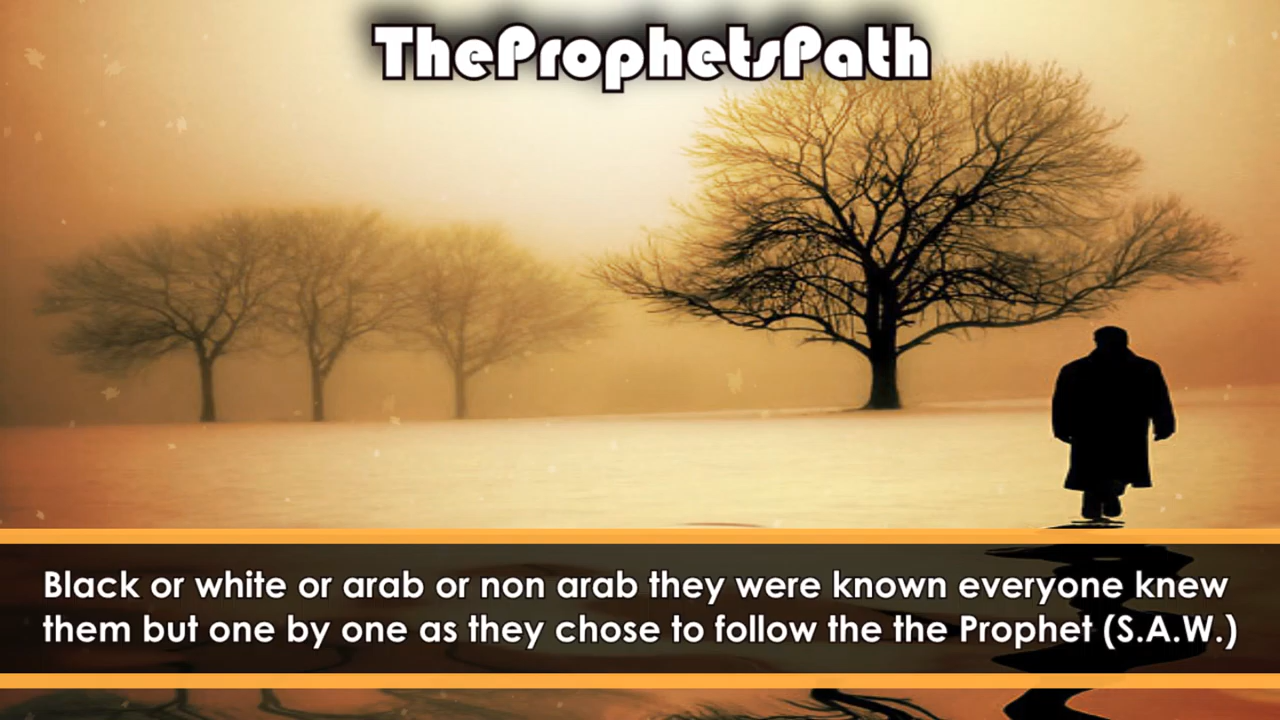 TheProphetsPath
Black or white or arab or non arab they were known everyone knew
them but one by one as they chose to follow the the Prophet (S.A.W.)